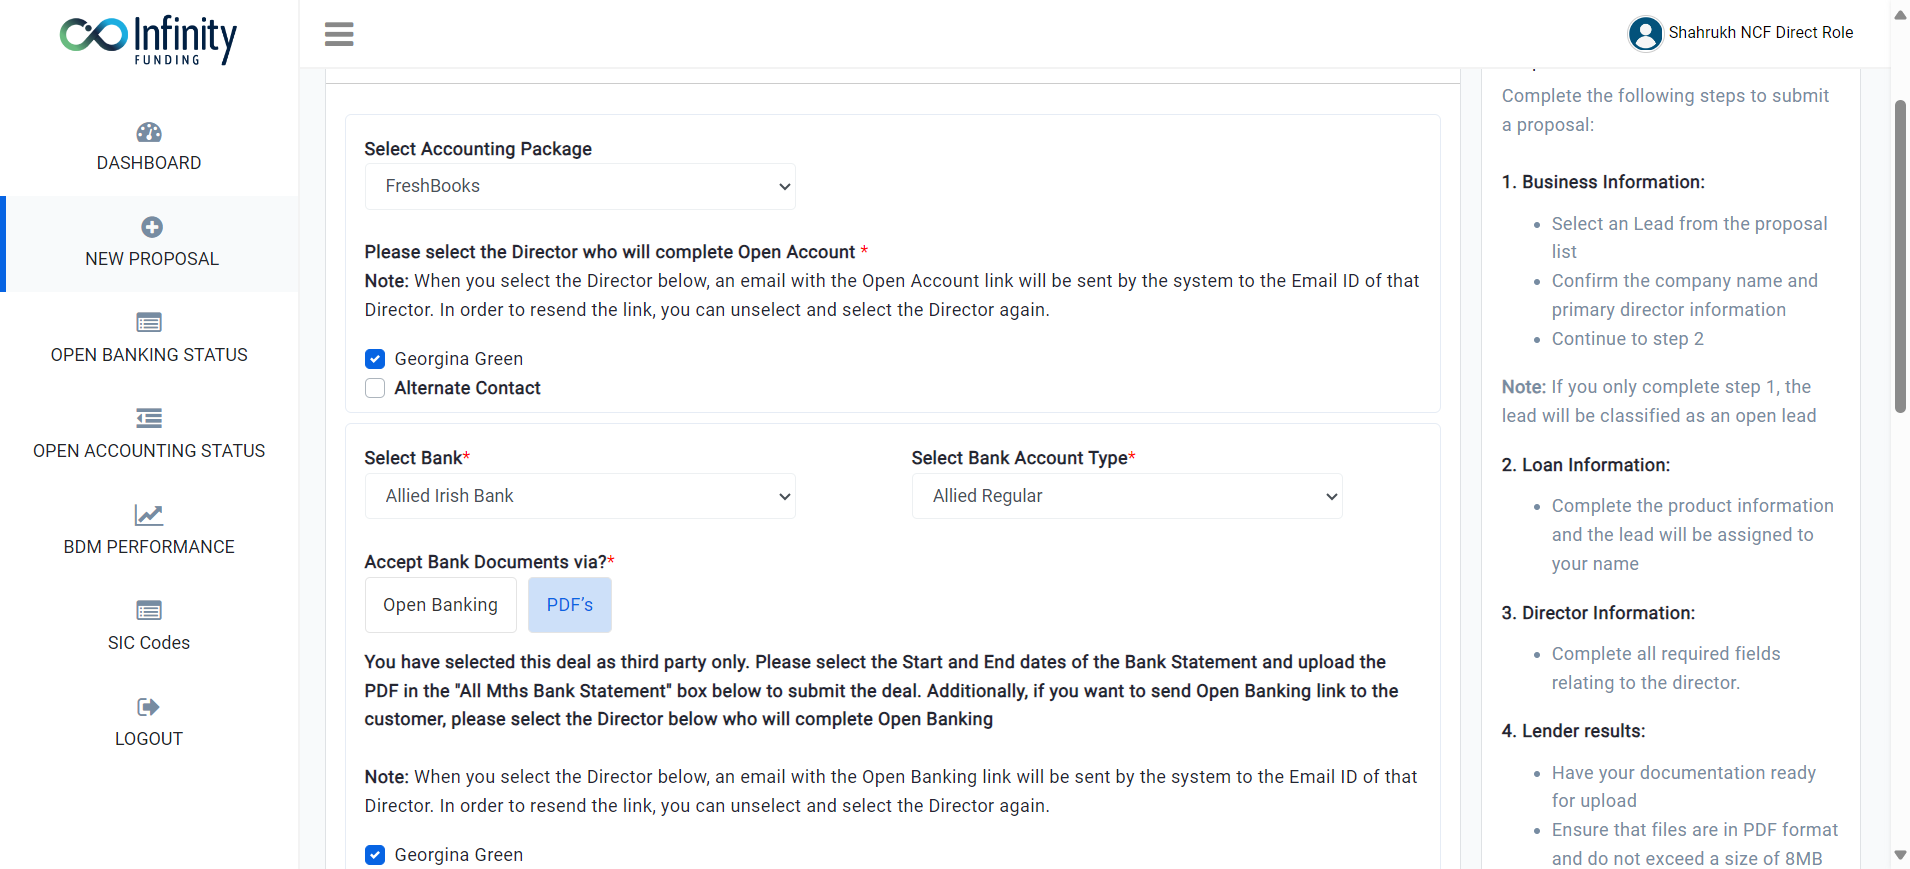 Infinity
FUNDING
Shahrukh NCF Direct Role
DASHBOARD
NEW PROPOSAL
OPEN BANKING STATUS
OPEN ACCOUNTING STATUS
BDM PERFORMANCE
SIC Codes
LOGOUT
Select Accounting Package
FreshBooks
Please select the Director who will complete Open Account *
Note: When you select the Director below, an email with the Open Account link will be sent by the system to the Email ID of that
Director. In order to resend the link, you can unselect and select the Director again.
Georgina Green
Alternate Contact
Select Bank*
Allied Irish Bank
Select Bank Account Type*
Allied Regular
Accept Bank Documents via?*
Open Banking
PDF’s
You have selected this deal as third party only. Please select the Start and End dates of the Bank Statement and upload the
PDF in the "All Mths Bank Statement" box below to submit the deal. Additionally, if you want to send Open Banking link to the
customer, please select the Director below who will complete Open Banking
Note: When you select the Director below, an email with the Open Banking link will be sent by the system to the Email ID of that
Director. In order to resend the link, you can unselect and select the Director again.
Georgina Green
Complete the following steps to submit
a proposal:
1. Business Information:
• Select an Lead from the proposal
list
• Confirm the company name and
primary director information
• Continue to step 2
Note: If you only complete step 1, the
lead will be classified as an open lead
2. Loan Information:
• Complete the product information
and the lead will be assigned to
your name
3. Director Information:
• Complete all required fields
relating to the director.
4. Lender results:
• Have your documentation ready
for upload
• Ensure that files are in PDF format
and do not exceed a size of 8MB